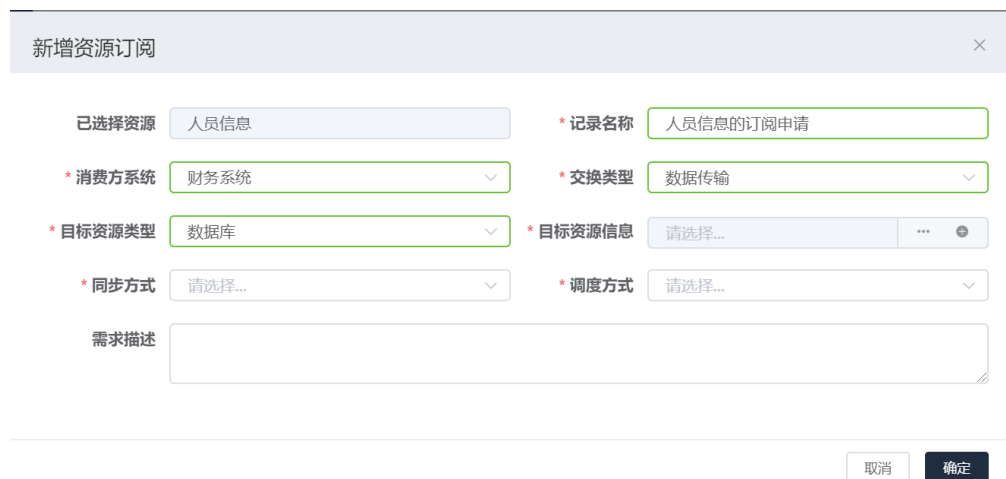 新增资源订阅
已选择资源 人员信息 * 记录名称 人员信息的订阅申请
* 消费方系统 财务系统 * 交换类型 数据传输
* 目标资源类型 数据库 * 目标资源信息 请选择...
* 同步方式 请选择... * 调度方式 请选择...
需求描述
取消 确定